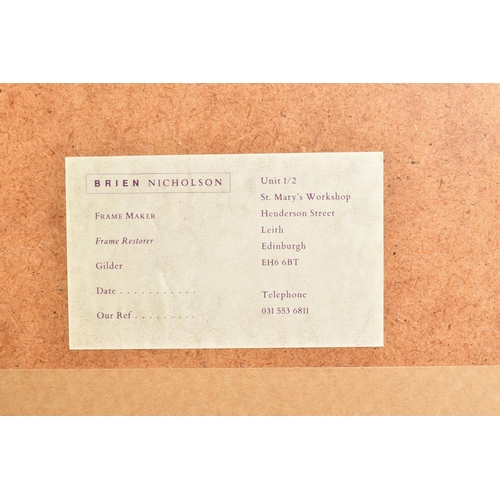 BRIEN NICHOLSON
FRAME MAKER
Frame Restorer
Gilder
Date . . . . . . . . . . .
Our Ref . . . . . . . . .
Unit 1/2
St. Mary's Workshop
Henderson Street
Leith
Edinburgh
EH6 6BT
Telephone
031 553 6811